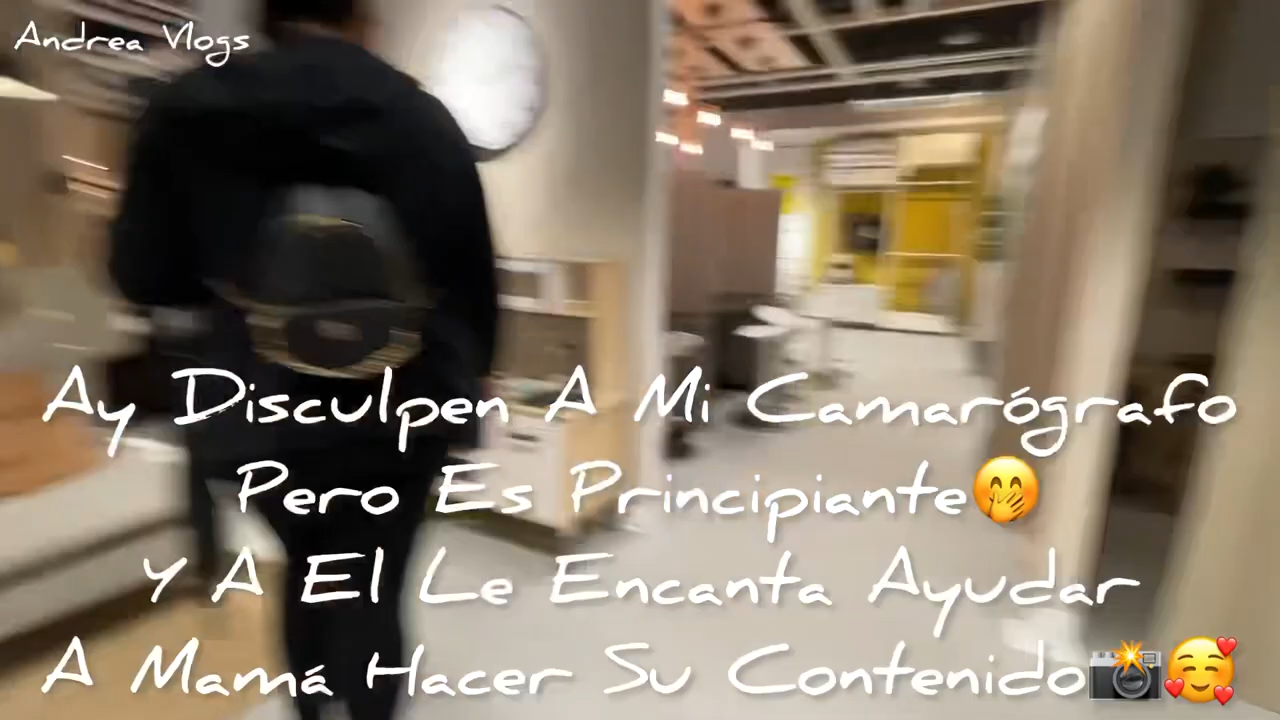 Andrea Vlogs
Ay Disculpen A Mi Camarógrafo
Pero Es Principiante🤭
Y A El Le Encanta Ayudar
A Mamá Hacer Su Contenido📸🥰